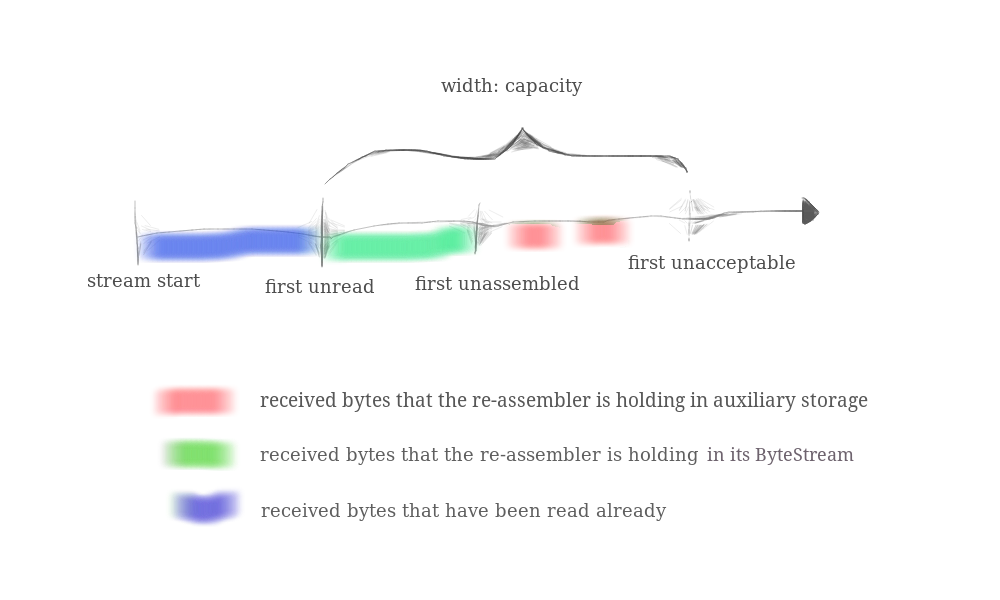 width: capacity
stream start
first unread
first unassembled
first unacceptable
received bytes that the re-assembler is holding in auxiliary storage
received bytes that the re-assembler is holding in its ByteStream
received bytes that have been read already